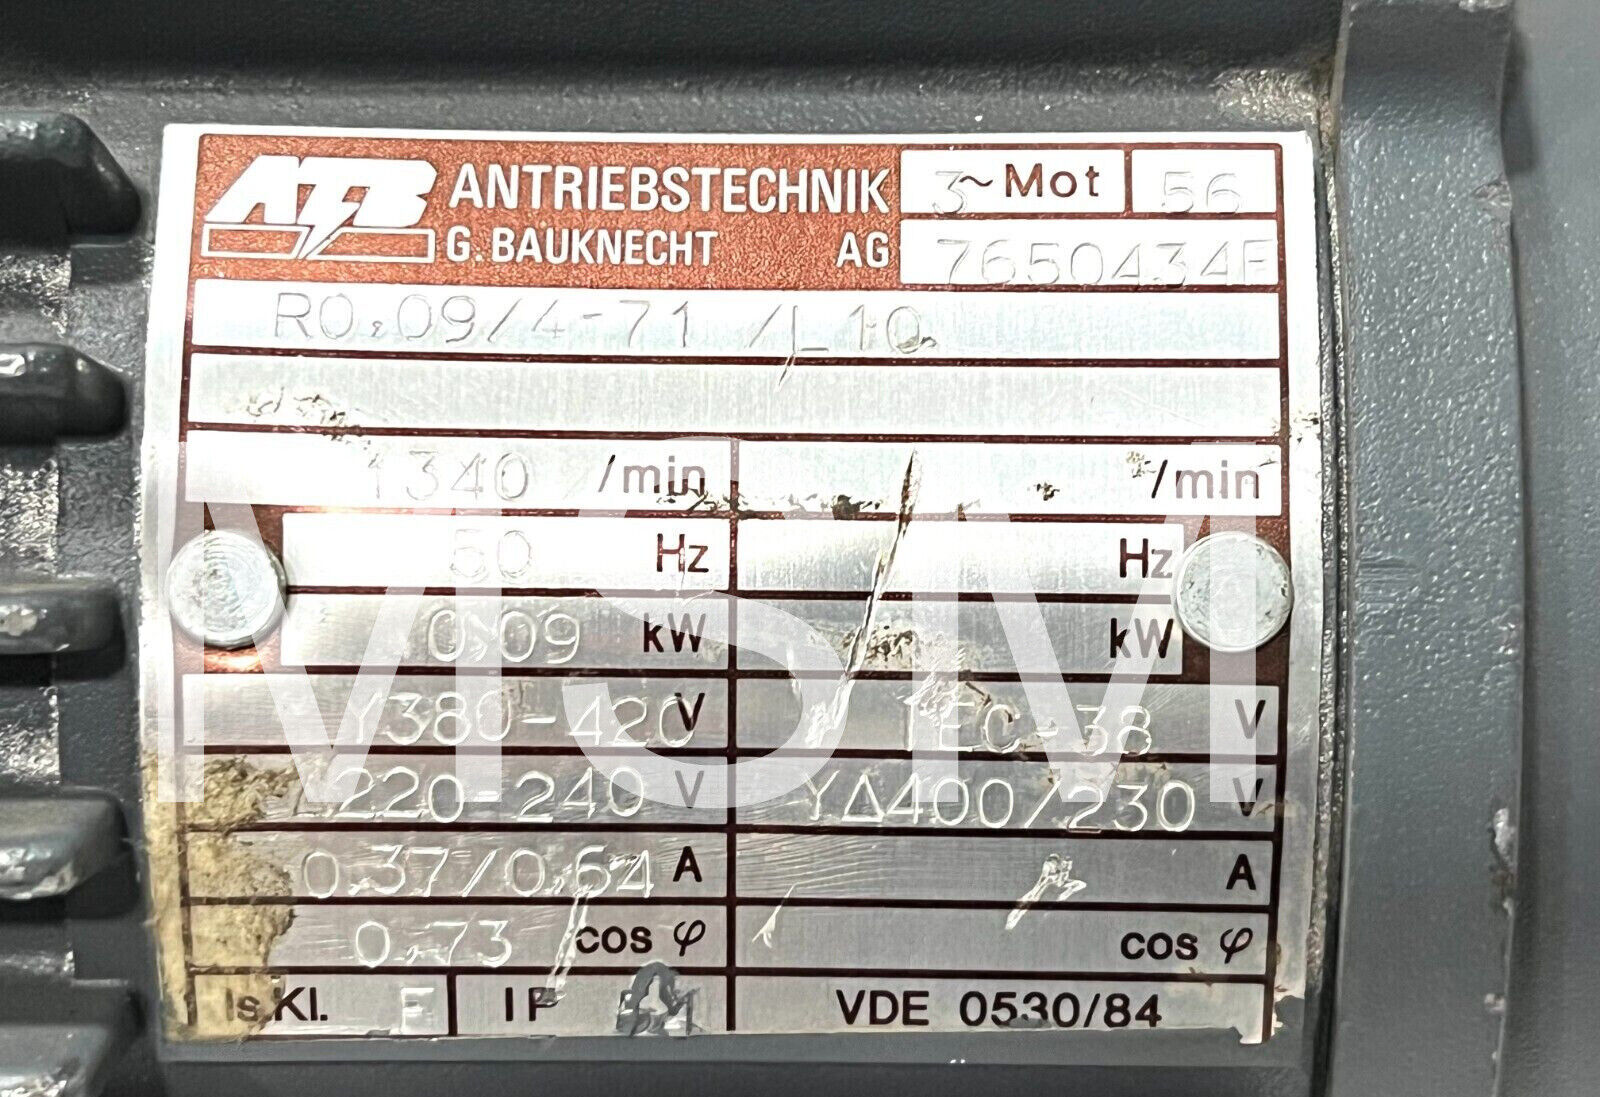 ATB ANTRIEBSTECHNIK
G. BAUKNECHT AG
3 ~Mot 56
7650434F
R0,09/4-71 /L10
1340 /min /min
50 Hz Hz
0,09 kW kW
Y380-420 V IEC-38 V
220-240 V YΔ400/230 V
0,37/0,64 A A
0,73 cos φ cos φ
Is.Kl. F IP VDE 0530/84
MSM